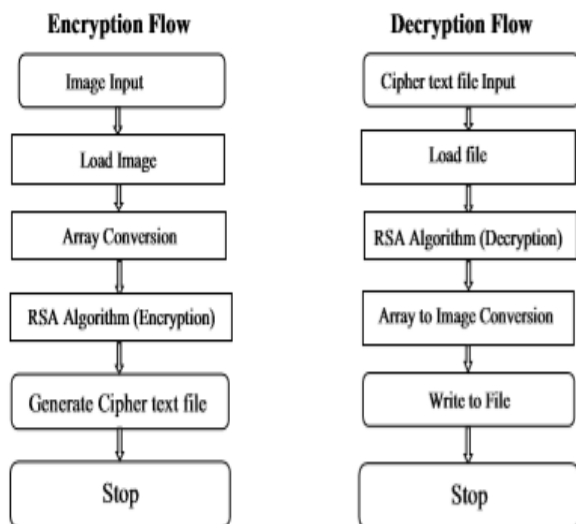 Encryption Flow
Image Input
Load Image
Array Conversion
RSA Algorithm (Encryption)
Generate Cipher text file
Stop
Decryption Flow
Cipher text file Input
Load file
RSA Algorithm (Decryption)
Array to Image Conversion
Write to File
Stop